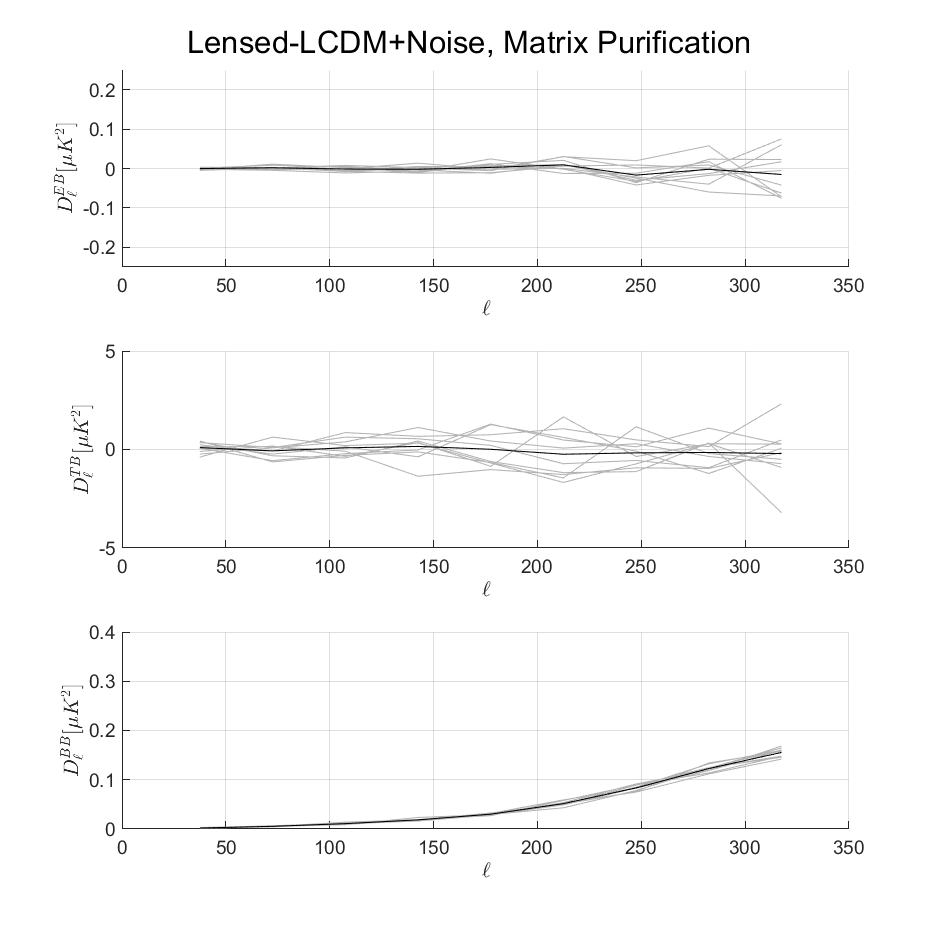 Lensed-LCDM+Noise, Matrix Purification
D_ℓ^{EB}[μK²]
0.2
0.1
0
-0.1
-0.2
0 50 100 150 200 250 300 350
ℓ
D_ℓ^{TB}[μK²]
5
0
-5
0 50 100 150 200 250 300 350
ℓ
D_ℓ^{BB}[μK²]
0.4
0.3
0.2
0.1
0
0 50 100 150 200 250 300 350
ℓ